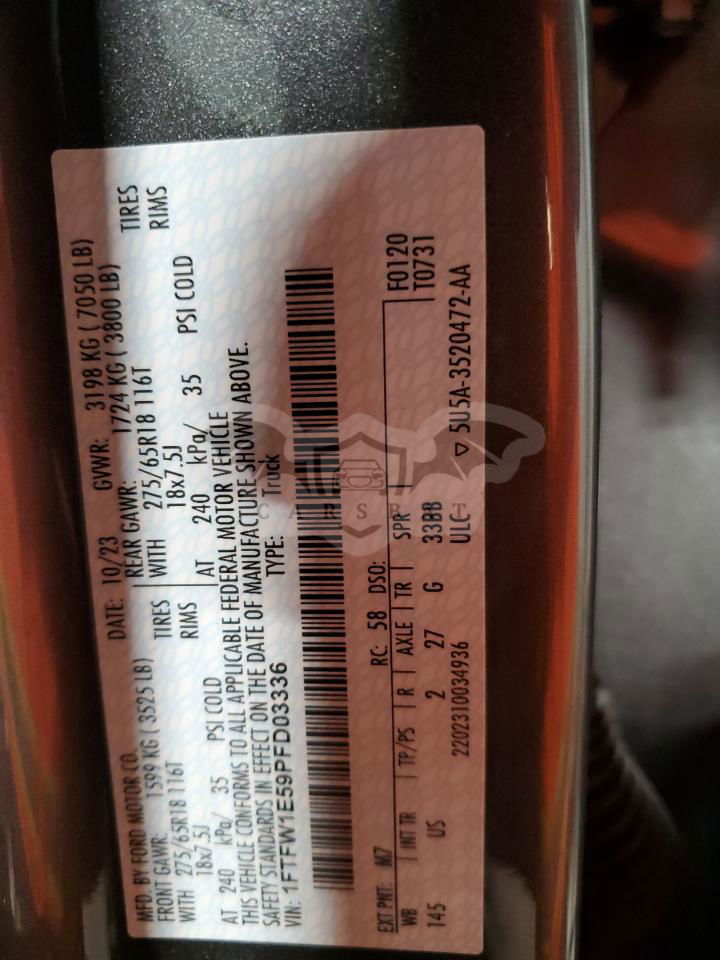 MFD. BY FORD MOTOR CO. DATE: 10/23 GVWR: 3198 KG ( 7050 LB)
FRONT GAWR: 1599 KG ( 3525 LB) REAR GAWR: 1724 KG ( 3800 LB)
WITH 275/65R18 116T TIRES WITH 275/65R18 116T TIRES
18x7.5J RIMS 18x7.5J RIMS
AT 240 kPa/ 35 PSI COLD AT 240 kPa/ 35 PSI COLD
THIS VEHICLE CONFORMS TO ALL APPLICABLE FEDERAL MOTOR VEHICLE
SAFETY STANDARDS IN EFFECT ON THE DATE OF MANUFACTURE SHOWN ABOVE.
VIN: 1FTFW1E59PFD03336 TYPE: Truck
EXT PNT: M7 RC: 58 DSO: F0120
WB INT TR TP/PS R AXLE TR SPR T0731
145 US 2 27 G 33BB
2202310034936 ULC 5U5A-3520472-AA